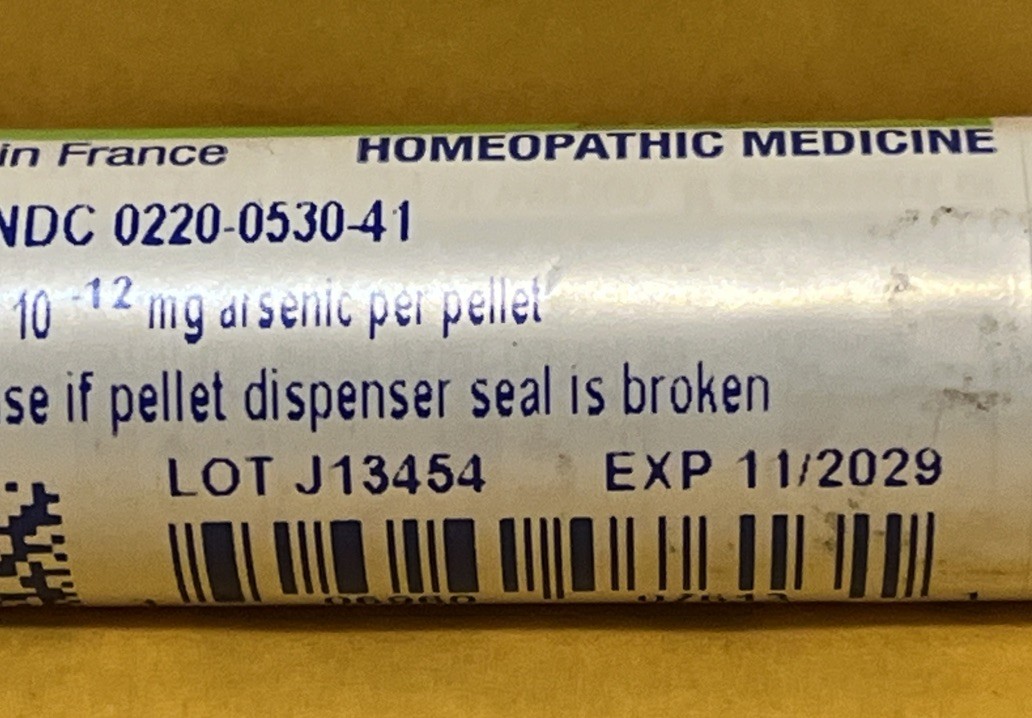 in France HOMEOPATHIC MEDICINE
NDC 0220-0530-41
10 -12 mg arsenic per pellet
se if pellet dispenser seal is broken
LOT J13454 EXP 11/2029